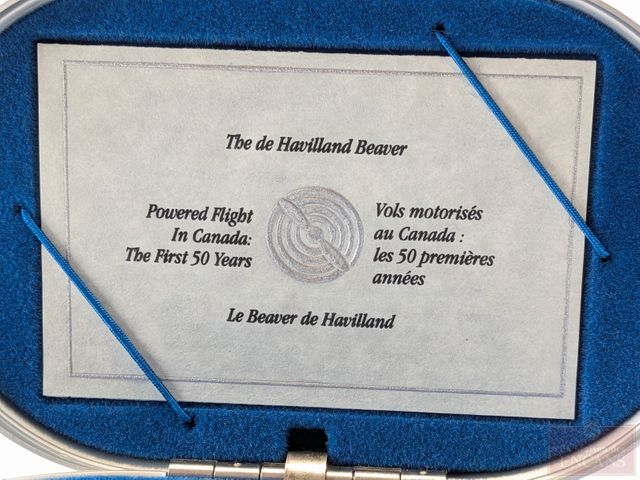 The de Havilland Beaver
Powered Flight
In Canada:
The First 50 Years
Vols motorisés
au Canada :
les 50 premières
années
Le Beaver de Havilland
ENCANS